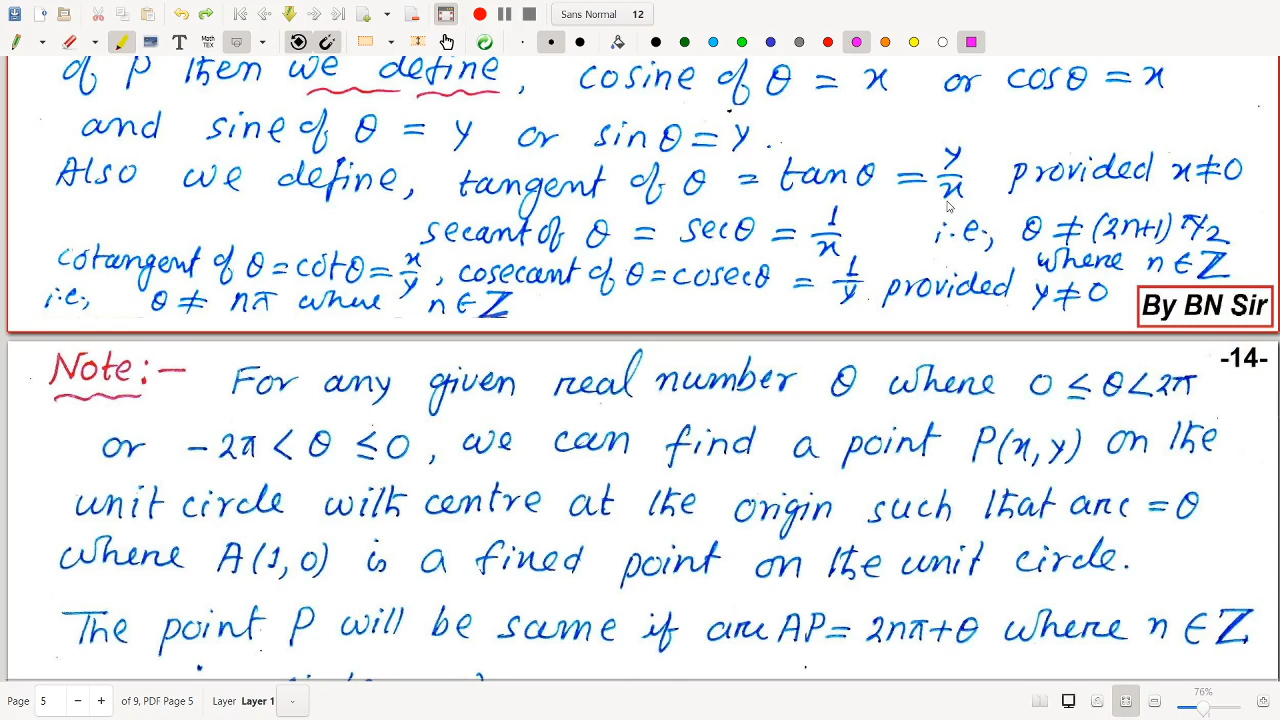 Sans Normal 12
of P then we define, cosine of θ = x or cosθ = x
and sine of θ = y or sinθ = y.
Also we define, tangent of θ = tanθ = y/x provided x≠0
secant of θ = secθ = 1/x i.e., θ ≠ (2n+1) π/2
where n∈ℤ
cotangent of θ = cotθ = x/y, cosecant of θ = cosecθ = 1/y provided y≠0
i.e., θ ≠ nπ where n∈ℤ
By BN Sir
-14-
Note:- For any given real number θ where 0 ≤ θ < 2π
or -2π < θ ≤ 0, we can find a point P(x, y) on the
unit circle with centre at the origin such that arc = θ
where A(1, 0) is a fixed point on the unit circle.
The point P will be same if arc AP = 2nπ+θ where n ∈ ℤ
Page 5 of 9, PDF Page 5 Layer Layer 1 76%